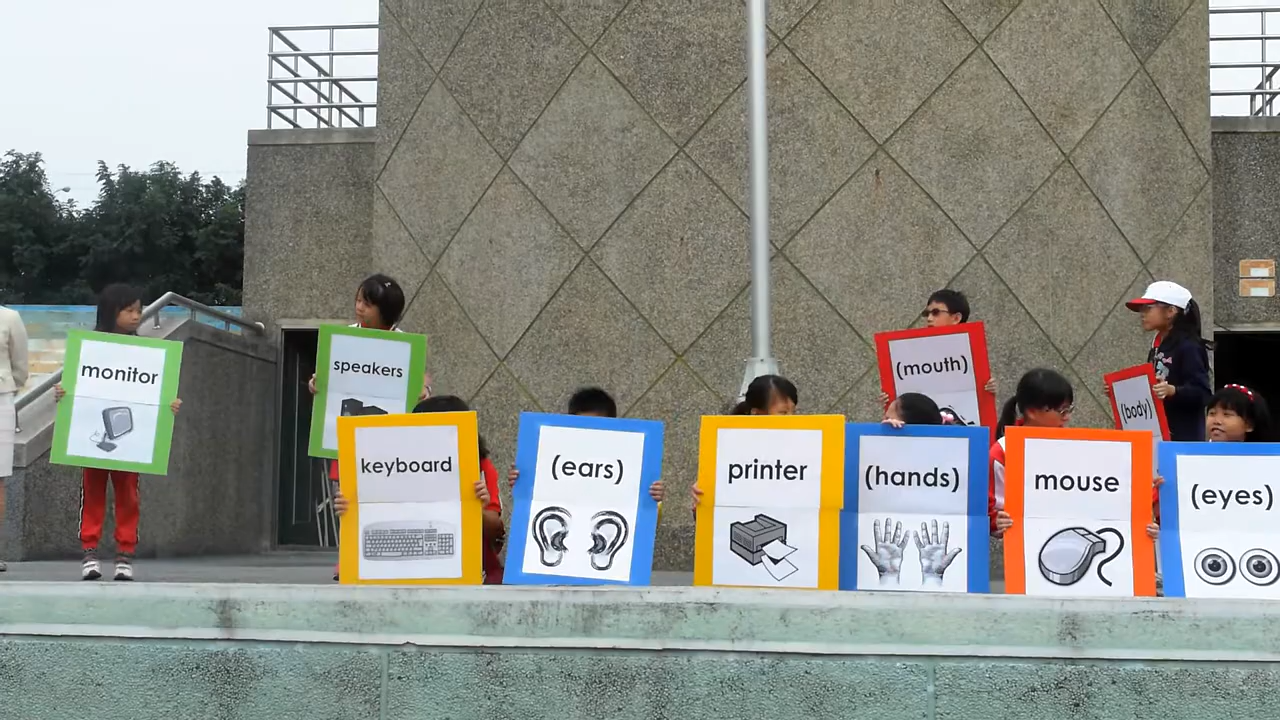 monitor
speakers
(mouth)
(body)
keyboard
(ears)
printer
(hands)
mouse
(eyes)